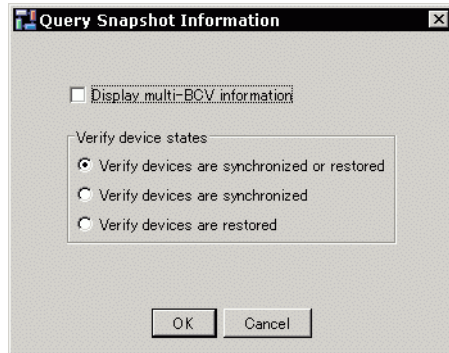 Query Snapshot Information
Display multi-BCV information
Verify device states
Verify devices are synchronized or restored
Verify devices are synchronized
Verify devices are restored
OK
Cancel